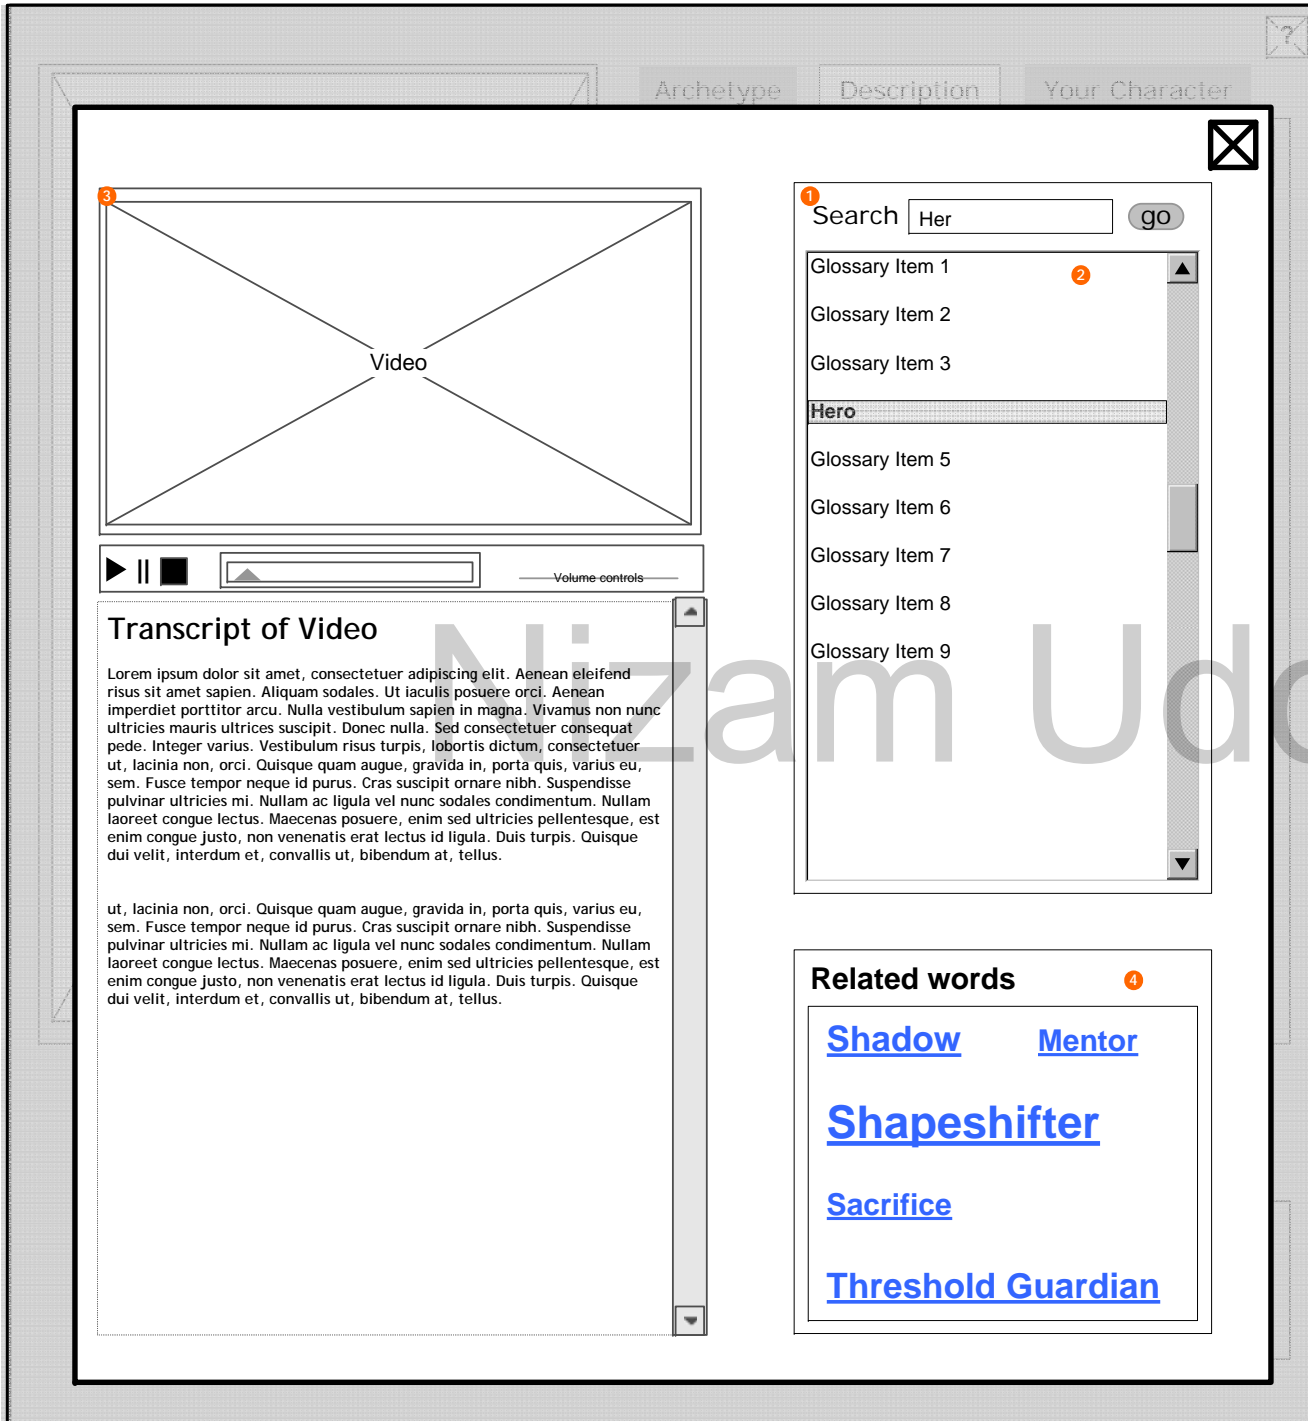 ?
Archetype
Description
Your Character
3
Video
Volume controls
Transcript of Video
Lorem ipsum dolor sit amet, consectetuer adipiscing elit. Aenean eleifend
risus sit amet sapien. Aliquam sodales. Ut iaculis posuere orci. Aenean
imperdiet porttitor arcu. Nulla vestibulum sapien in magna. Vivamus non nunc
ultricies mauris ultrices suscipit. Donec nulla. Sed consectetuer consequat
pede. Integer varius. Vestibulum risus turpis, lobortis dictum, consectetuer
ut, lacinia non, orci. Quisque quam augue, gravida in, porta quis, varius eu,
sem. Fusce tempor neque id purus. Cras suscipit ornare nibh. Suspendisse
pulvinar ultricies mi. Nullam ac ligula vel nunc sodales condimentum. Nullam
laoreet congue lectus. Maecenas posuere, enim sed ultricies pellentesque, est
enim congue justo, non venenatis erat lectus id ligula. Duis turpis. Quisque
dui velit, interdum et, convallis ut, bibendum at, tellus.
ut, lacinia non, orci. Quisque quam augue, gravida in, porta quis, varius eu,
sem. Fusce tempor neque id purus. Cras suscipit ornare nibh. Suspendisse
pulvinar ultricies mi. Nullam ac ligula vel nunc sodales condimentum. Nullam
laoreet congue lectus. Maecenas posuere, enim sed ultricies pellentesque, est
enim congue justo, non venenatis erat lectus id ligula. Duis turpis. Quisque
dui velit, interdum et, convallis ut, bibendum at, tellus.
1
Search Her go
2
Glossary Item 1
Glossary Item 2
Glossary Item 3
Hero
Glossary Item 5
Glossary Item 6
Glossary Item 7
Glossary Item 8
Glossary Item 9
Nizam
Related words 4
Shadow Mentor
Shapeshifter
Sacrifice
Threshold Guardian